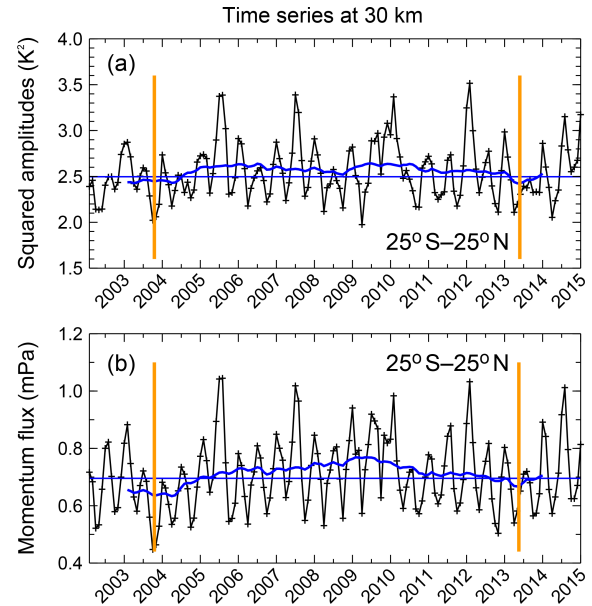 Time series at 30 km
Squared amplitudes (K²)
4.0
3.5
3.0
2.5
2.0
1.5
(a)
25° S–25° N
2003 2004 2005 2006 2007 2008 2009 2010 2011 2012 2013 2014 2015
Momentum flux (mPa)
1.2
1.0
0.8
0.6
0.4
(b)
25° S–25° N
2003 2004 2005 2006 2007 2008 2009 2010 2011 2012 2013 2014 2015